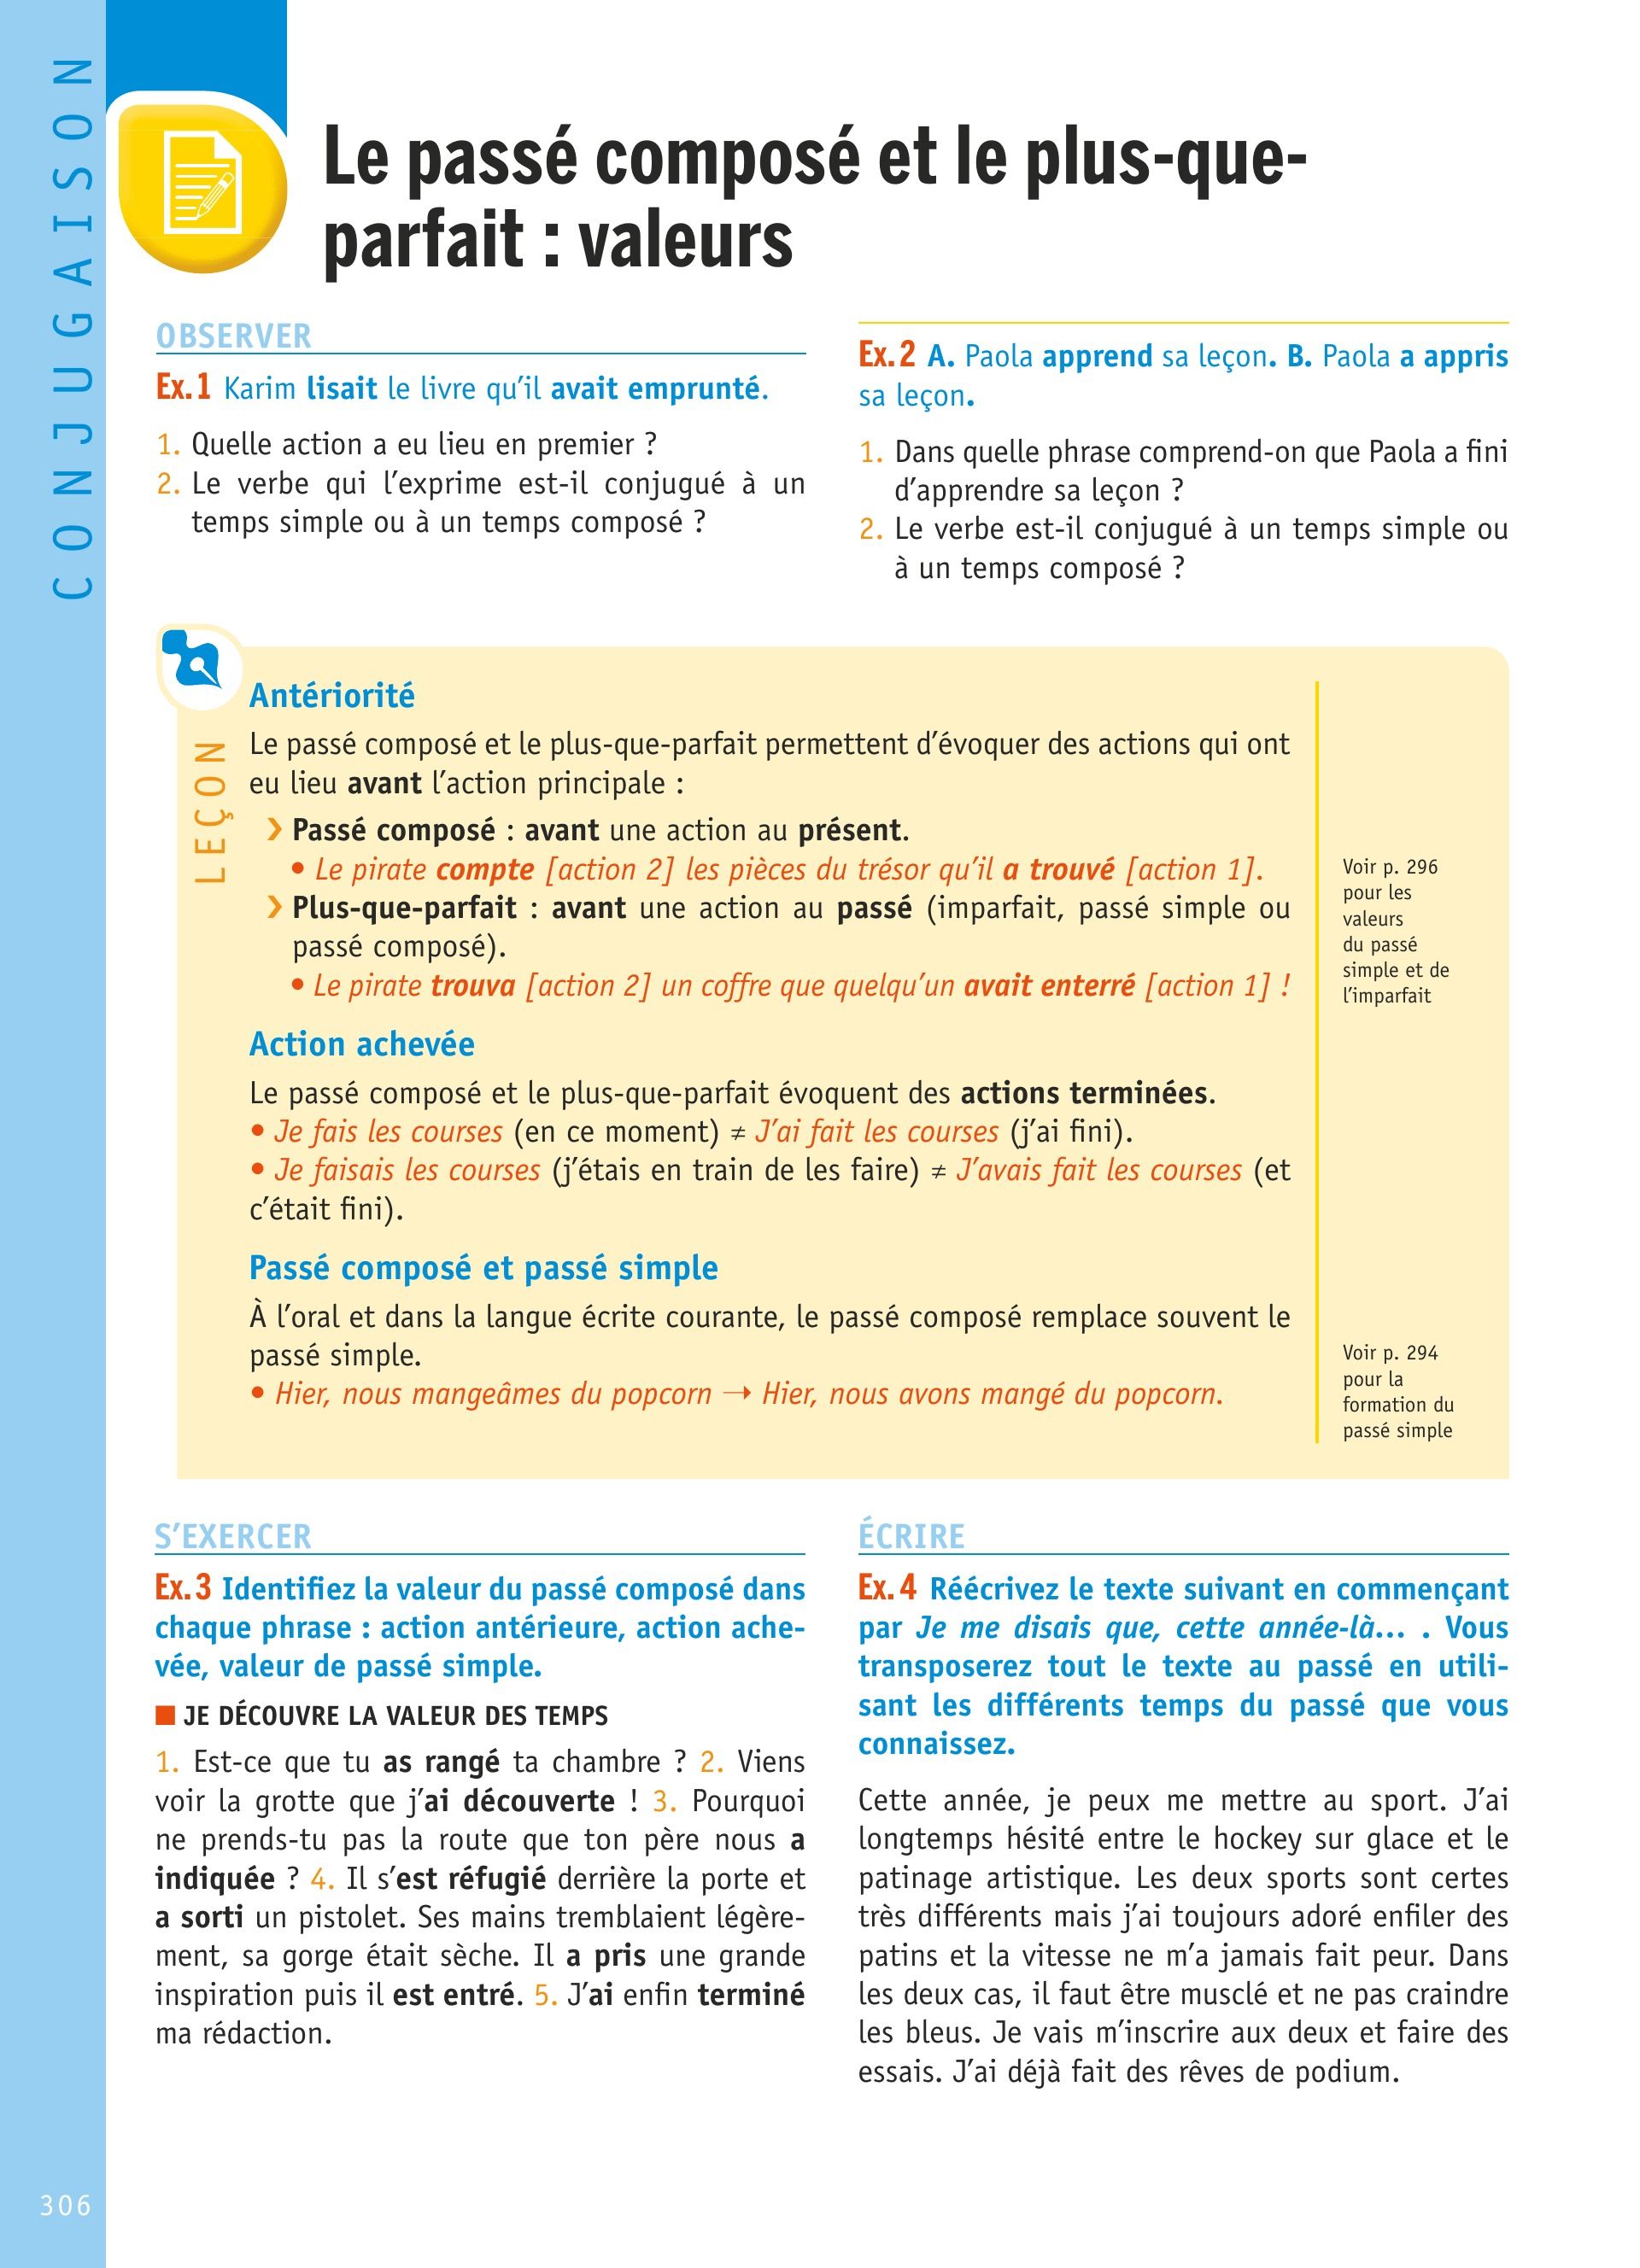 CONJUGAISON
Le passé composé et le plus-que-
parfait : valeurs
OBSERVER
Ex. 1 Karim lisait le livre qu’il avait emprunté.
1. Quelle action a eu lieu en premier ?
2. Le verbe qui l’exprime est-il conjugué à un
temps simple ou à un temps composé ?
Ex. 2 A. Paola apprend sa leçon. B. Paola a appris
sa leçon.
1. Dans quelle phrase comprend-on que Paola a fini
d’apprendre sa leçon ?
2. Le verbe est-il conjugué à un temps simple ou
à un temps composé ?
LEÇON
Antériorité
Le passé composé et le plus-que-parfait permettent d’évoquer des actions qui ont
eu lieu avant l’action principale :
› Passé composé : avant une action au présent.
• Le pirate compte [action 2] les pièces du trésor qu’il a trouvé [action 1].
› Plus-que-parfait : avant une action au passé (imparfait, passé simple ou
passé composé).
• Le pirate trouva [action 2] un coffre que quelqu’un avait enterré [action 1] !
Voir p. 296
pour les
valeurs
du passé
simple et de
l’imparfait
Action achevée
Le passé composé et le plus-que-parfait évoquent des actions terminées.
• Je fais les courses (en ce moment) ≠ J’ai fait les courses (j’ai fini).
• Je faisais les courses (j’étais en train de les faire) ≠ J’avais fait les courses (et
c’était fini).
Passé composé et passé simple
À l’oral et dans la langue écrite courante, le passé composé remplace souvent le
passé simple.
• Hier, nous mangeâmes du popcorn → Hier, nous avons mangé du popcorn.
Voir p. 294
pour la
formation du
passé simple
S’EXERCER
Ex. 3 Identifiez la valeur du passé composé dans
chaque phrase : action antérieure, action ache-
vée, valeur de passé simple.
■ JE DÉCOUVRE LA VALEUR DES TEMPS
1. Est-ce que tu as rangé ta chambre ? 2. Viens
voir la grotte que j’ai découverte ! 3. Pourquoi
ne prends-tu pas la route que ton père nous a
indiquée ? 4. Il s’est réfugié derrière la porte et
a sorti un pistolet. Ses mains tremblaient légère-
ment, sa gorge était sèche. Il a pris une grande
inspiration puis il est entré. 5. J’ai enfin terminé
ma rédaction.
ÉCRIRE
Ex. 4 Réécrivez le texte suivant en commençant
par Je me disais que, cette année-là... . Vous
transposerez tout le texte au passé en utili-
sant les différents temps du passé que vous
connaissez.
Cette année, je peux me mettre au sport. J’ai
longtemps hésité entre le hockey sur glace et le
patinage artistique. Les deux sports sont certes
très différents mais j’ai toujours adoré enfiler des
patins et la vitesse ne m’a jamais fait peur. Dans
les deux cas, il faut être musclé et ne pas craindre
les bleus. Je vais m’inscrire aux deux et faire des
essais. J’ai déjà fait des rêves de podium.
306